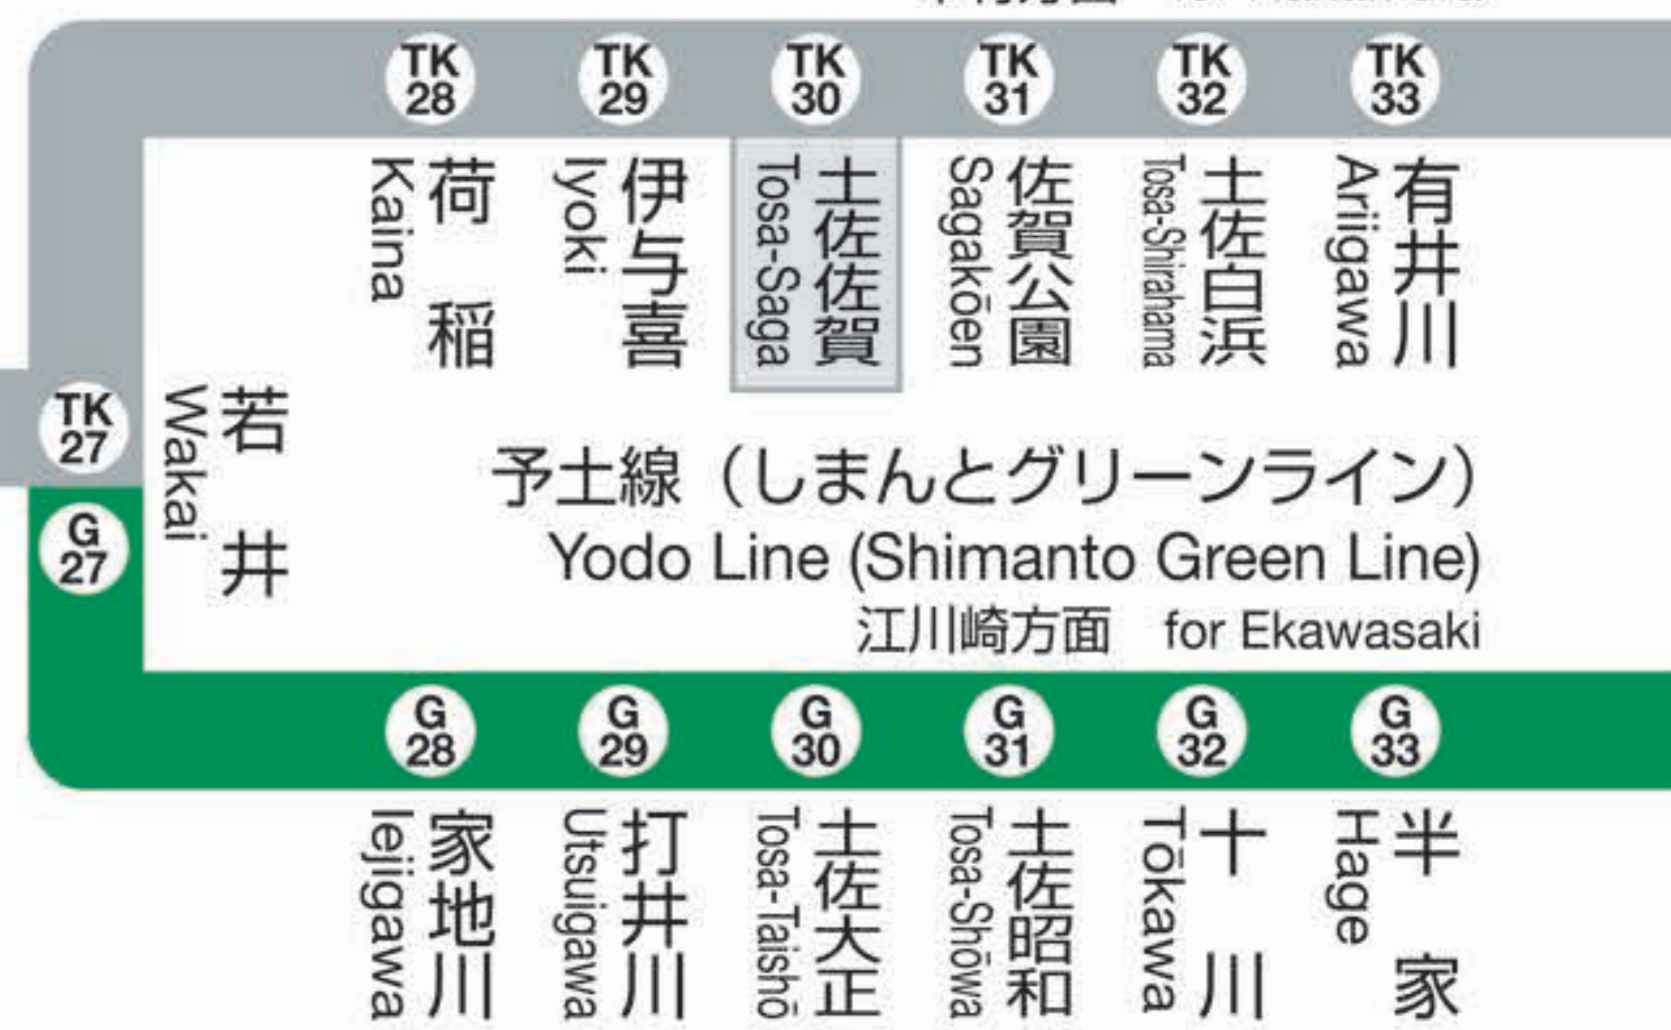 TK
28
TK
29
TK
30
TK
31
TK
32
TK
33
荷稲
Kaina
伊与喜
Iyoki
土佐佐賀
Tosa-Saga
佐賀公園
Sagakōen
土佐白浜
Tosa-Shirahama
有井川
Ariigawa
TK
27
G
27
若井
Wakai
予土線（しまんとグリーンライン）
Yodo Line (Shimanto Green Line)
江川崎方面 for Ekawasaki
G
28
G
29
G
30
G
31
G
32
G
33
家地川
Iejigawa
打井川
Utsuigawa
土佐大正
Tosa-Taishō
土佐昭和
Tosa-Shōwa
十川
Tōkawa
半家
Hage